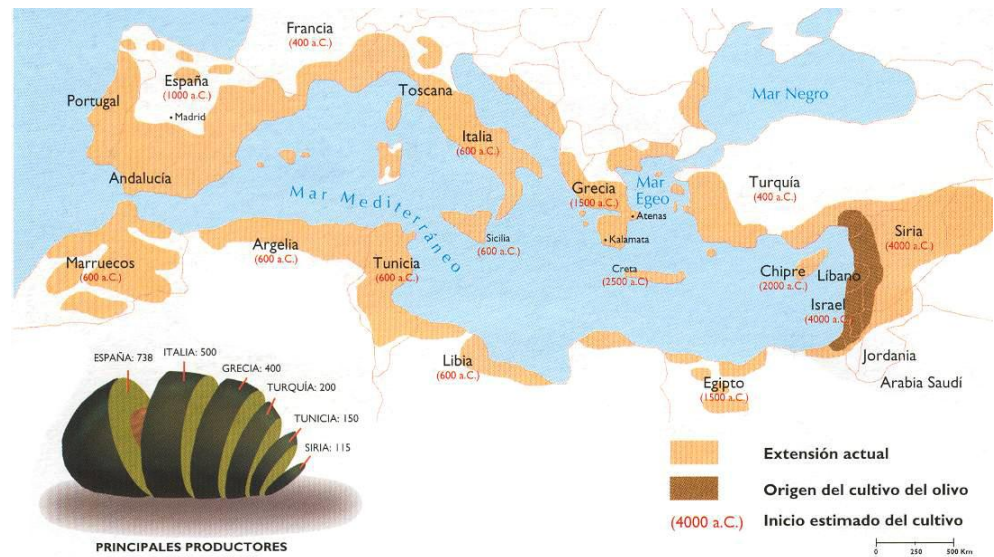 Francia
(400 a.C.)
España
(1000 a.C.)
Portugal
Madrid
Andalucía
Toscana
Italia
(600 a.C.)
Mar Negro
Mar Mediterráneo
Grecia
(1500 a.C.)
Mar
Egeo
Atenas
Kalamata
Turquía
(400 a.C.)
Siria
(4000 a.C.)
Marruecos
(600 a.C.)
Argelia
(600 a.C.)
Tunicia
(600 a.C.)
Sicilia
(600 a.C.)
Creta
(2500 a.C.)
Chipre
(2000 a.C.)
Líbano
Israel
(4000 a.C.)
Libia
(600 a.C.)
Egipto
(1500 a.C.)
Jordania
Arabia Saudí
ESPAÑA: 738
ITALIA: 500
GRECIA: 400
TURQUÍA: 200
TUNICIA: 150
SIRIA: 115
PRINCIPALES PRODUCTORES
Extensión actual
Origen del cultivo del olivo
(4000 a.C.) Inicio estimado del cultivo
0 250 500 Km